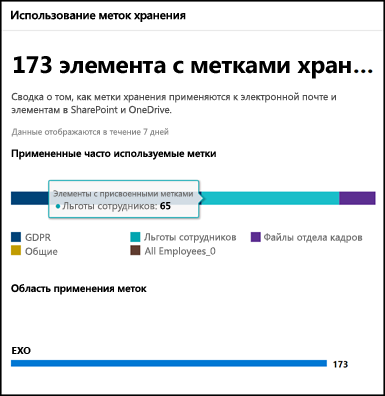 Использование меток хранения
173 элемента с метками хран...
Сводка о том, как метки хранения применяются к электронной почте и
элементам в SharePoint и OneDrive.
Данные отображаются в течение 7 дней
Примененные часто используемые метки
Элементы с присвоенными метками
Льготы сотрудников: 65
GDPR Льготы сотрудников Файлы отдела кадров
Общие All Employees_0
Область применения меток
EXO
173